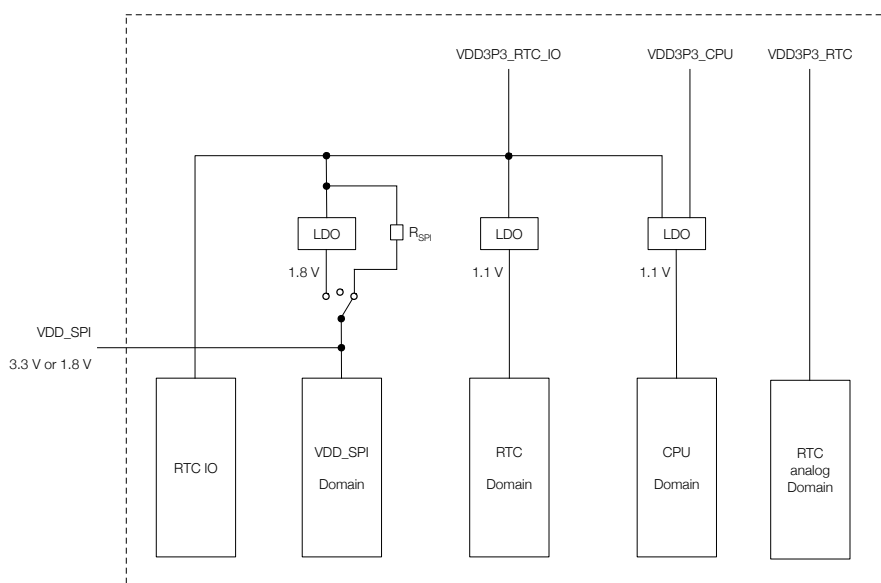 VDD3P3_RTC_IO
VDD3P3_CPU
VDD3P3_RTC
LDO
R_SPI
LDO
LDO
1.8 V
1.1 V
1.1 V
VDD_SPI
3.3 V or 1.8 V
RTC IO
VDD_SPI
Domain
RTC
Domain
CPU
Domain
RTC
analog
Domain